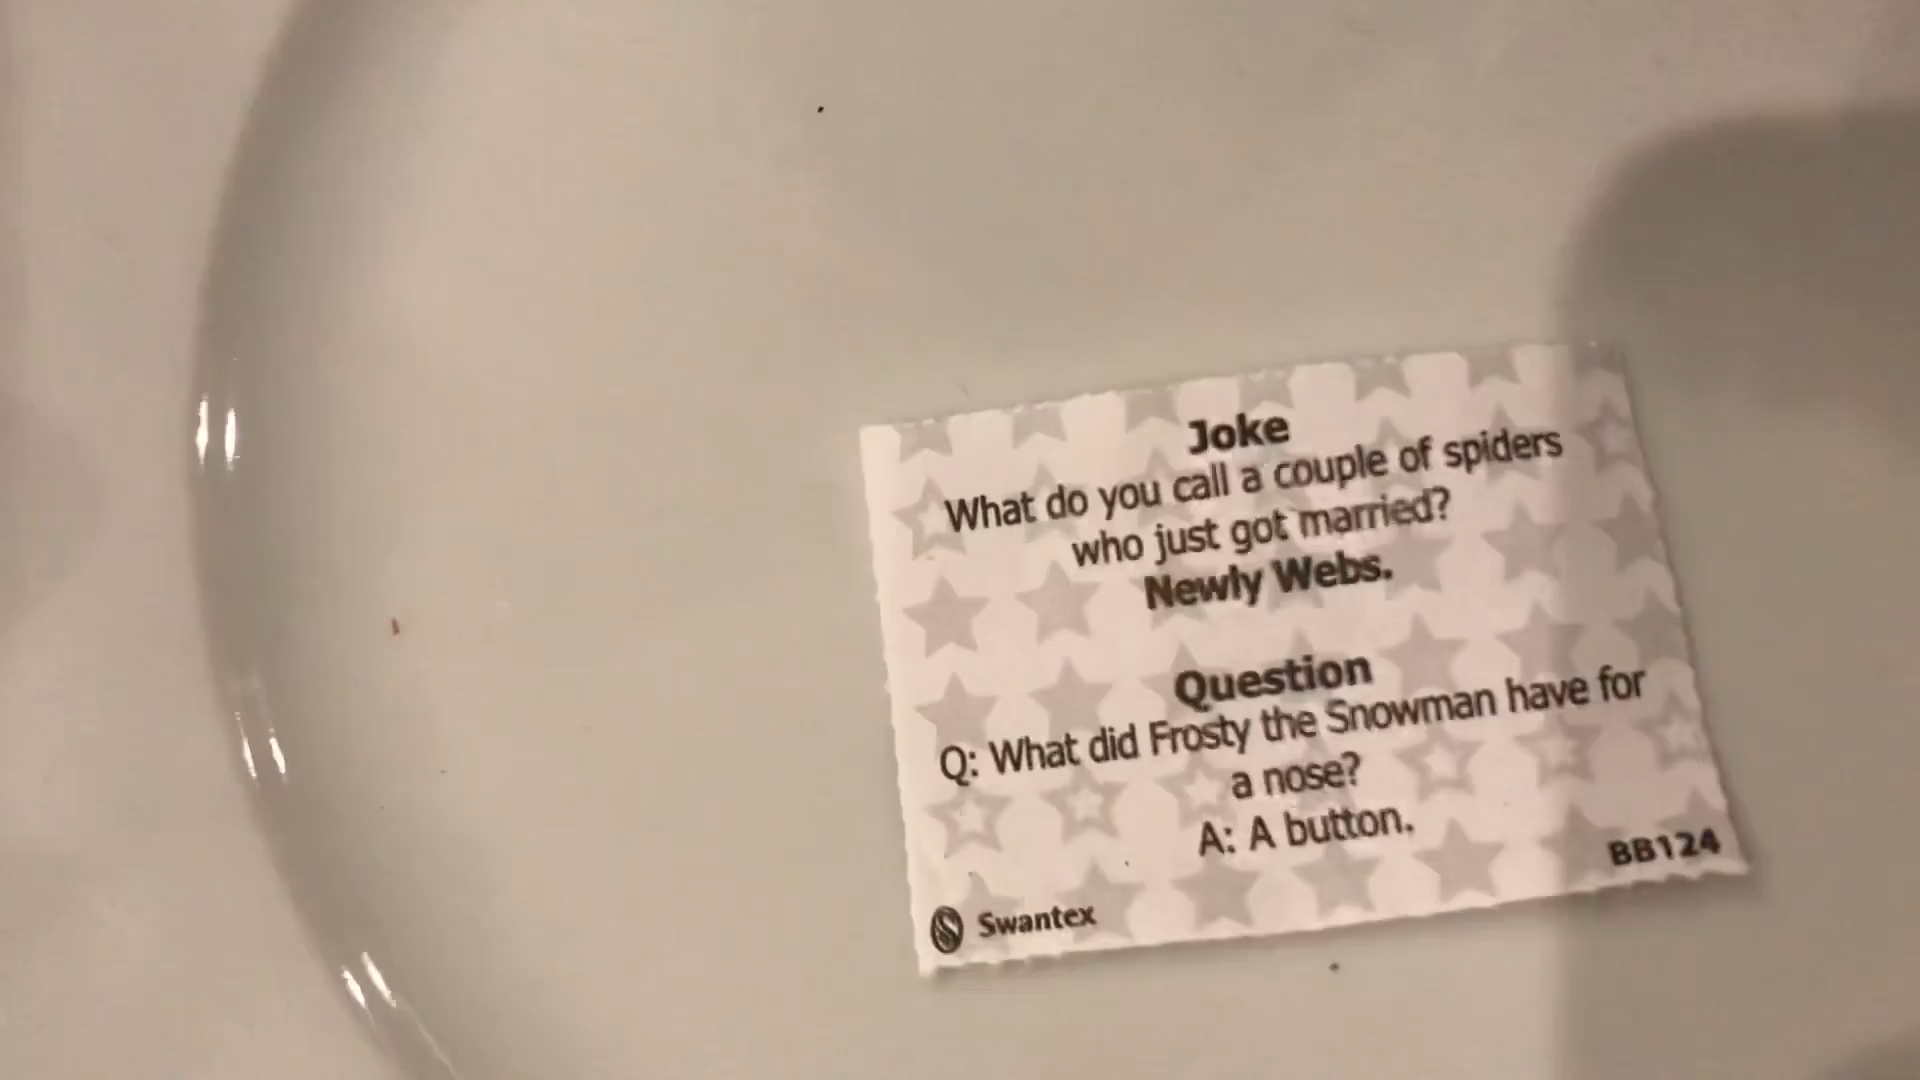 Joke
What do you call a couple of spiders
who just got married?
Newly Webs.
Question
Q: What did Frosty the Snowman have for
a nose?
A: A button.
BB124
Swantex